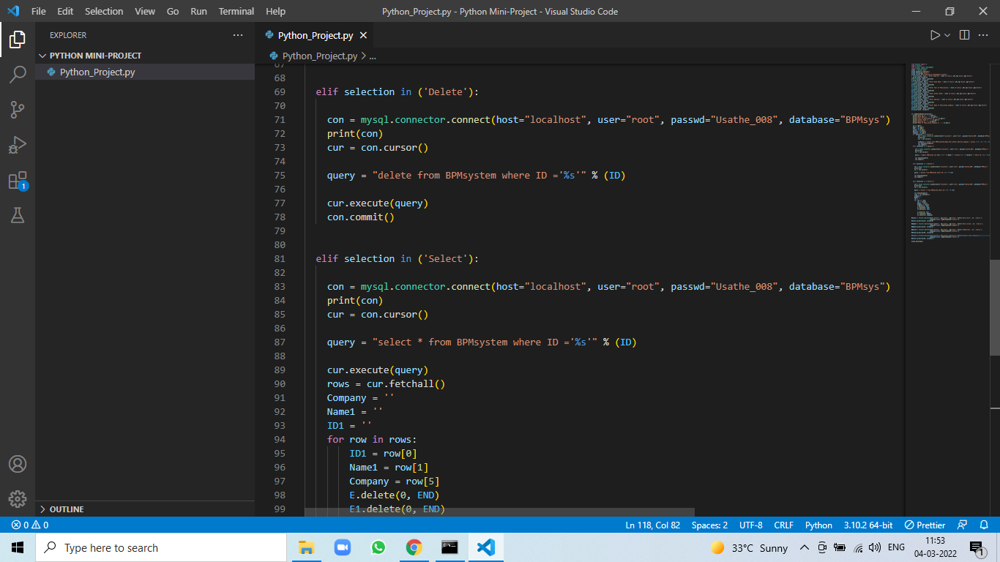 File Edit Selection View Go Run Terminal Help
Python_Project.py - Python Mini-Project - Visual Studio Code
EXPLORER
PYTHON MINI-PROJECT
Python_Project.py
OUTLINE
1
Python_Project.py
Python_Project.py > ...
67
68
69 elif selection in ('Delete'):
70
71 con = mysql.connector.connect(host="localhost", user="root", passwd="Usathe_008", database="BPMsys")
72 print(con)
73 cur = con.cursor()
74
75 query = "delete from BPMsystem where ID ='%s'" % (ID)
76
77 cur.execute(query)
78 con.commit()
79
80
81 elif selection in ('Select'):
82
83 con = mysql.connector.connect(host="localhost", user="root", passwd="Usathe_008", database="BPMsys")
84 print(con)
85 cur = con.cursor()
86
87 query = "select * from BPMsystem where ID ='%s'" % (ID)
88
89 cur.execute(query)
90 rows = cur.fetchall()
91 Company = ''
92 Name1 = ''
93 ID1 = ''
94 for row in rows:
95 ID1 = row[0]
96 Name1 = row[1]
97 Company = row[5]
98 E.delete(0, END)
99 E1.delete(0, END)
0 0 Ln 118, Col 82 Spaces: 2 UTF-8 CRLF Python 3.10.2 64-bit Prettier
Type here to search
33°C Sunny
ENG
11:53
04-03-2022
1